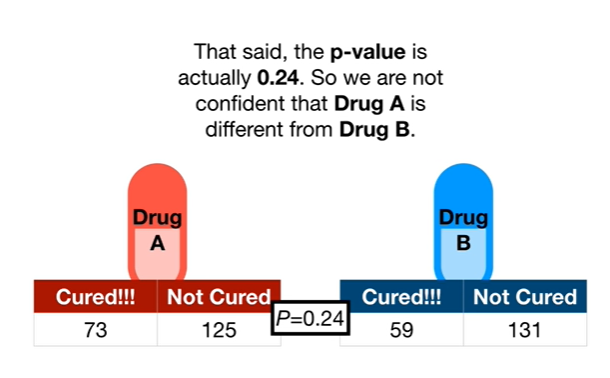 That said, the p-value is
actually 0.24. So we are not
confident that Drug A is
different from Drug B.
Drug
A
Drug
B
Cured!!! Not Cured
73 125
P=0.24
Cured!!! Not Cured
59 131